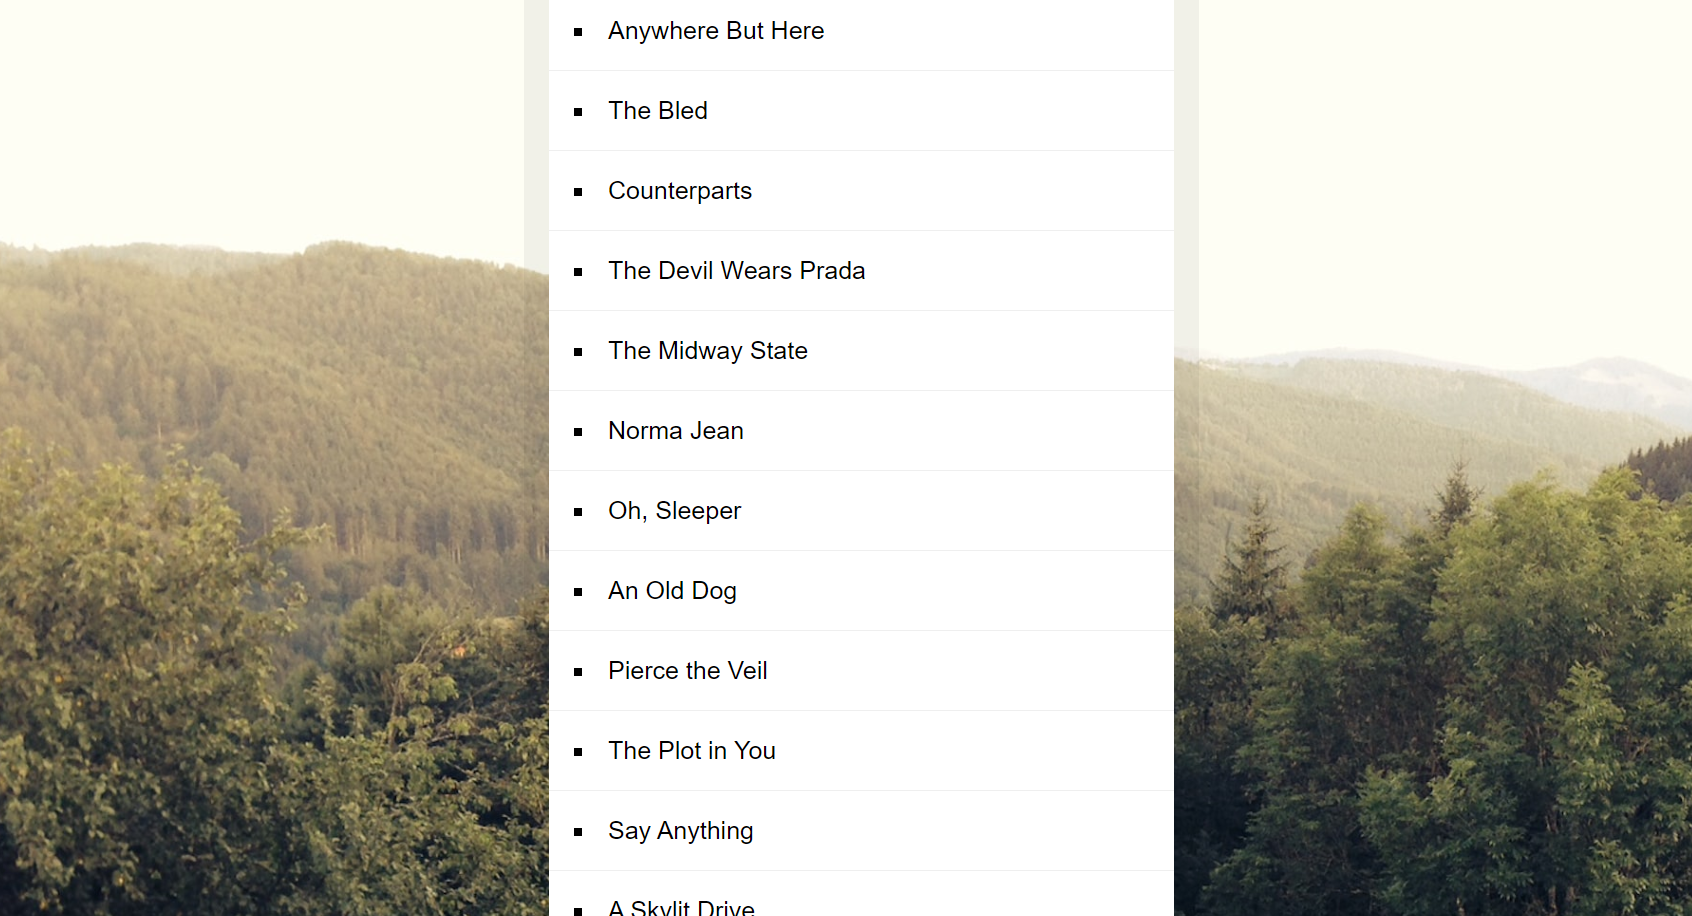 Anywhere But Here
The Bled
Counterparts
The Devil Wears Prada
The Midway State
Norma Jean
Oh, Sleeper
An Old Dog
Pierce the Veil
The Plot in You
Say Anything
A Skylit Drive